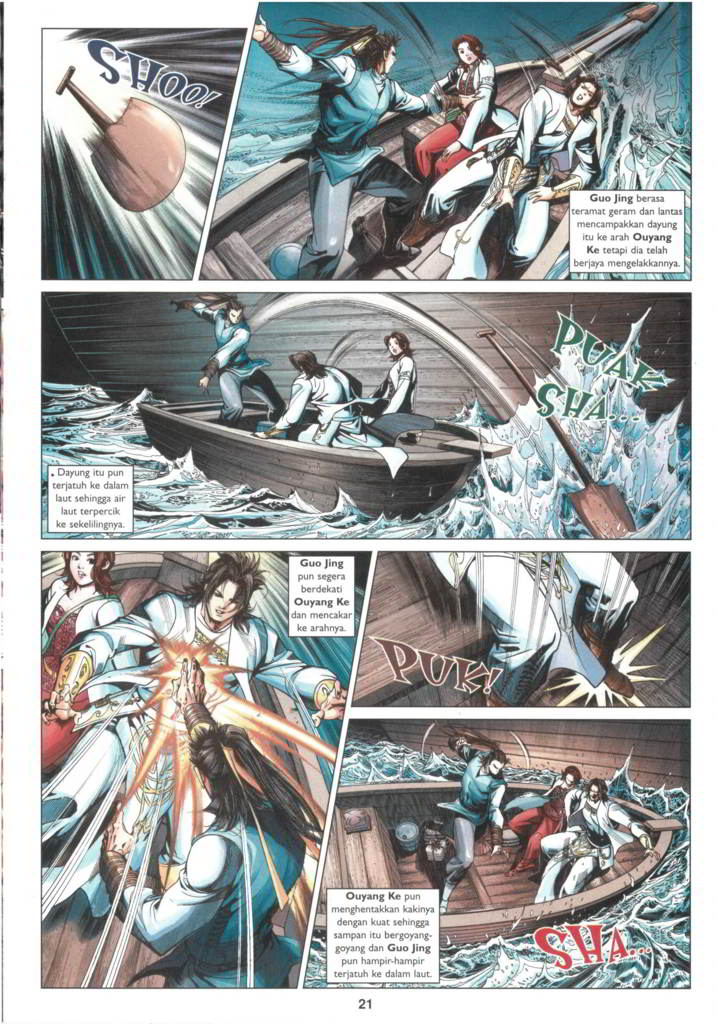 SHOO!
Guo Jing berasa
teramat geram dan lantas
mencampakkan dayung
itu ke arah Ouyang
Ke tetapi dia telah
berjaya mengelakkannya.
PUAK
SHA...
Dayung itu pun
terjatuh ke dalam
laut sehingga air
laut terpercik
ke sekelilingnya.
Guo Jing
pun segera
berdekati
Ouyang Ke
dan mencakar
ke arahnya.
PUK!
Ouyang Ke pun
menghentakkan kakinya
dengan kuat sehingga
sampan itu bergoyang-
goyang dan Guo Jing
pun hampir-hampir
terjatuh ke dalam laut.
SHA...
21